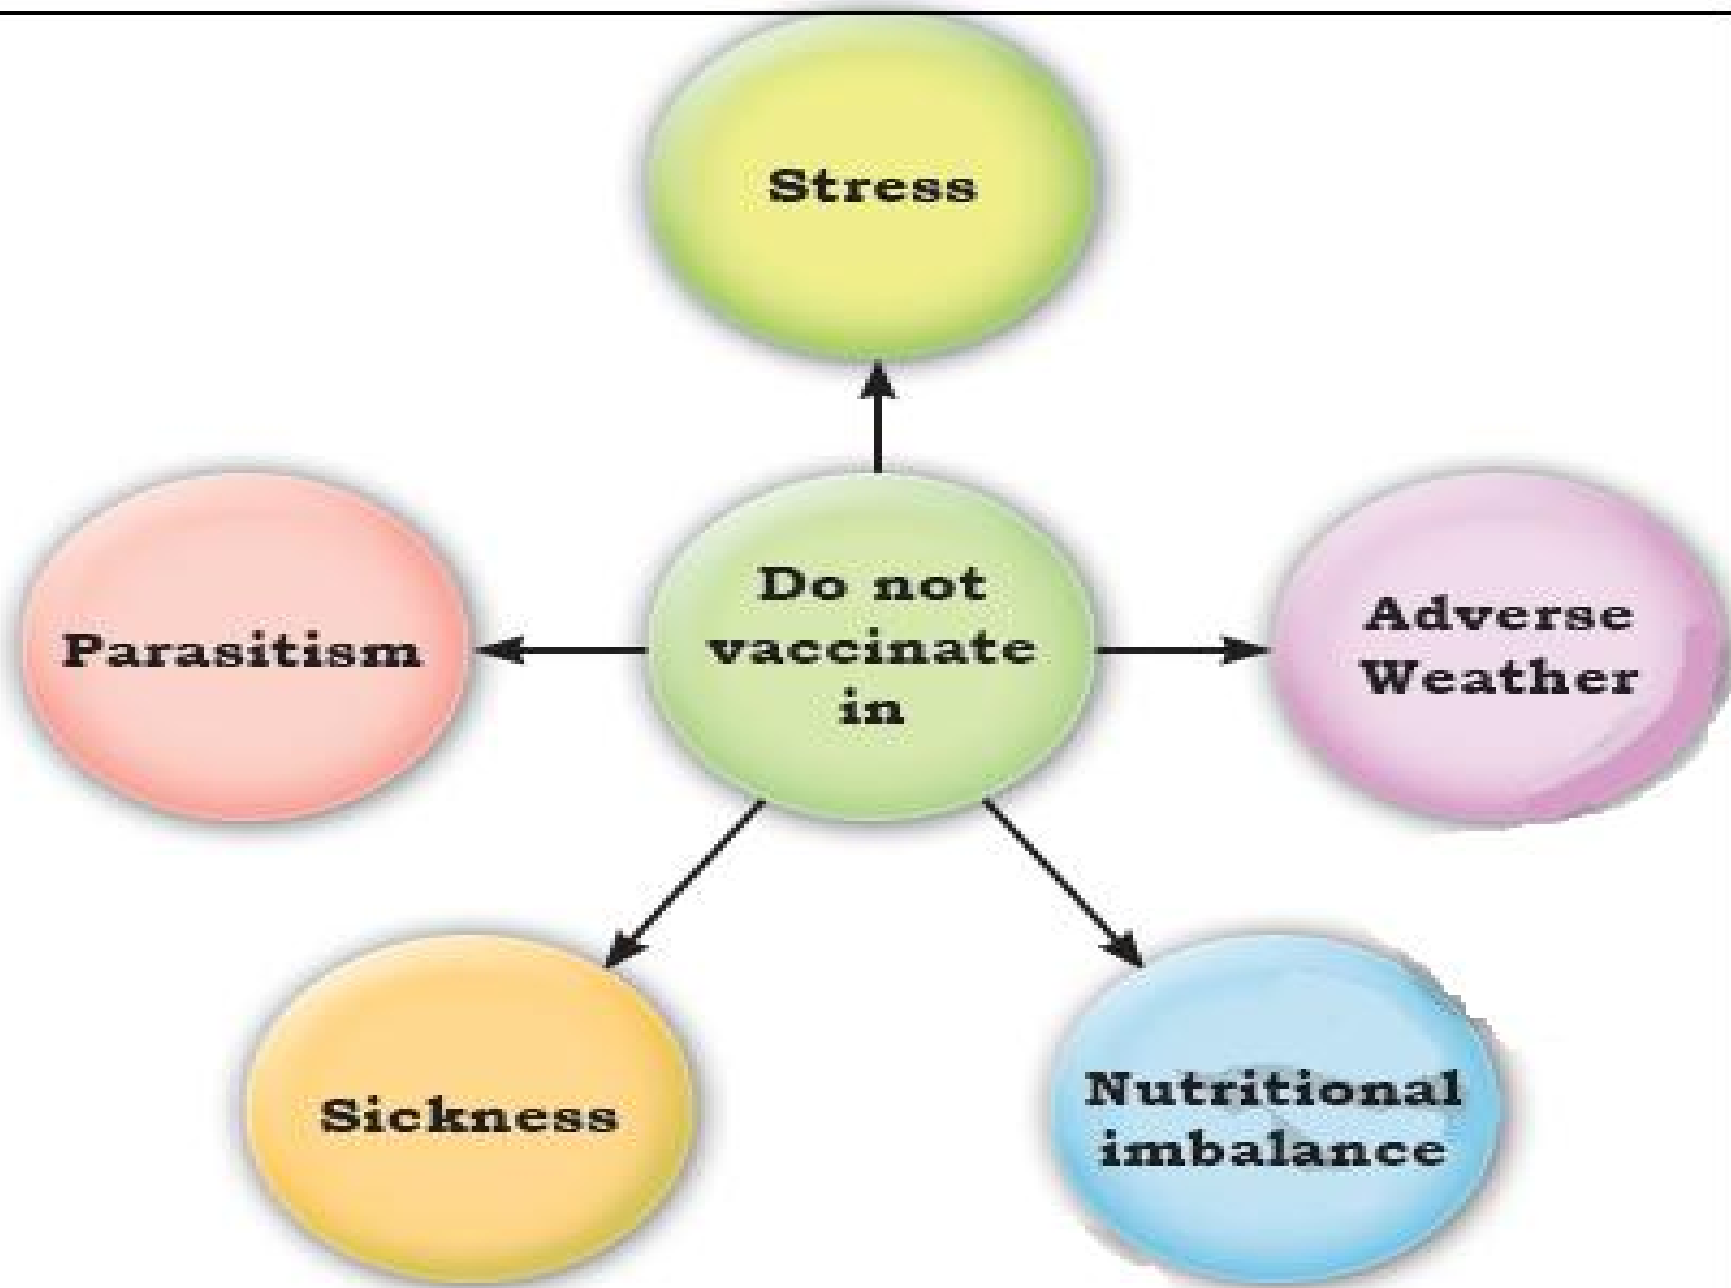 Stress
Parasitism
Do not
vaccinate
in
Adverse
Weather
Sickness
Nutritional
imbalance